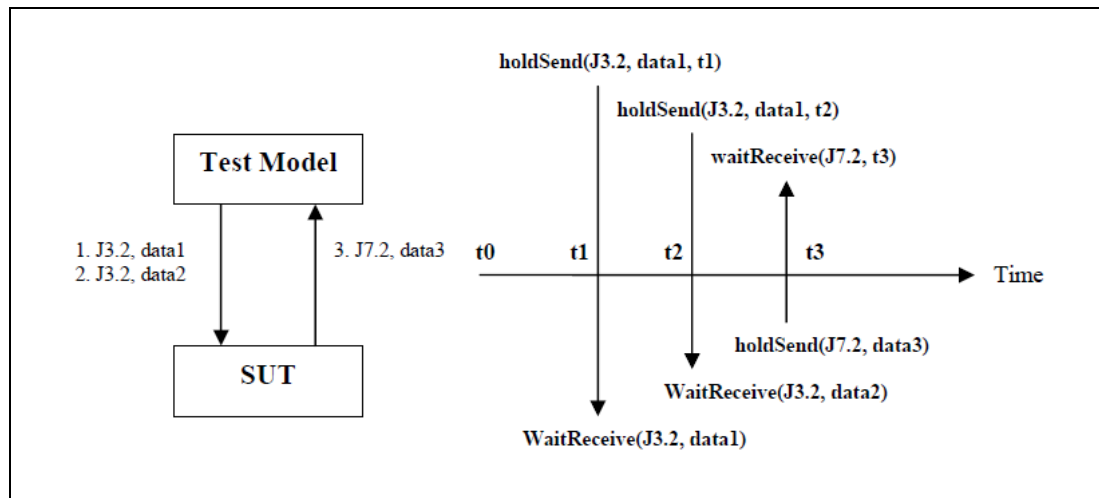 holdSend(J3.2, data1, t1)
holdSend(J3.2, data1, t2)
waitReceive(J7.2, t3)
Test Model
1. J3.2, data1
2. J3.2, data2
3. J7.2, data3
t0
t1
t2
t3
Time
SUT
holdSend(J7.2, data3)
WaitReceive(J3.2, data2)
WaitReceive(J3.2, data1)